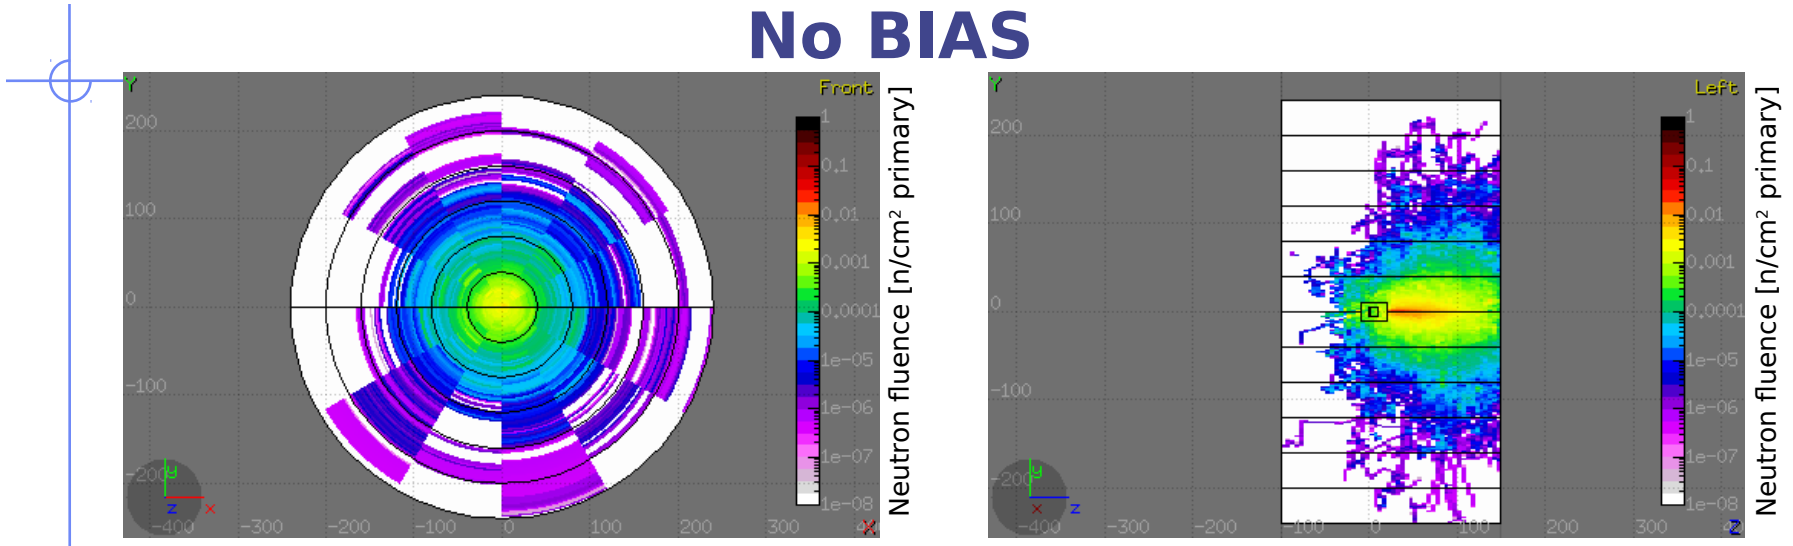 No BIAS
Y
Front
200
100
0
-100
-200
-400
-300
-200
-100
0
100
200
300
X
y
z
x
1
0.1
0.01
0.001
0.0001
1e-05
1e-06
1e-07
1e-08
Neutron fluence [n/cm² primary]
Y
Left
200
100
0
-100
-200
-400
-300
-200
-100
0
100
200
300
Z
y
x
z
1
0.1
0.01
0.001
0.0001
1e-05
1e-06
1e-07
1e-08
Neutron fluence [n/cm² primary]